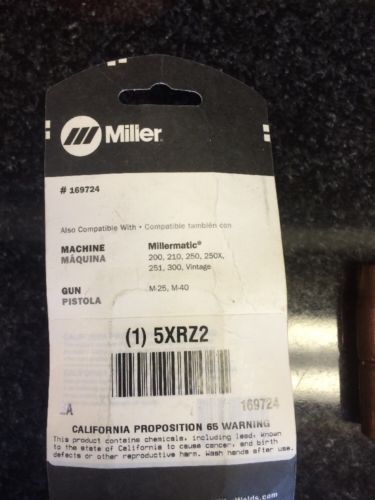 Miller®
# 169724
Also Compatible With • Compatible también con
MACHINE Millermatic®
MÁQUINA 200, 210, 250, 250X,
251, 300, Vintage
GUN M-25, M-40
PISTOLA
(1) 5XRZ2
A 169724
CALIFORNIA PROPOSITION 65 WARNING
This product contains chemicals, including lead, known
to the state of California to cause cancer, and birth
defects or other reproductive harm. Wash hands after use.